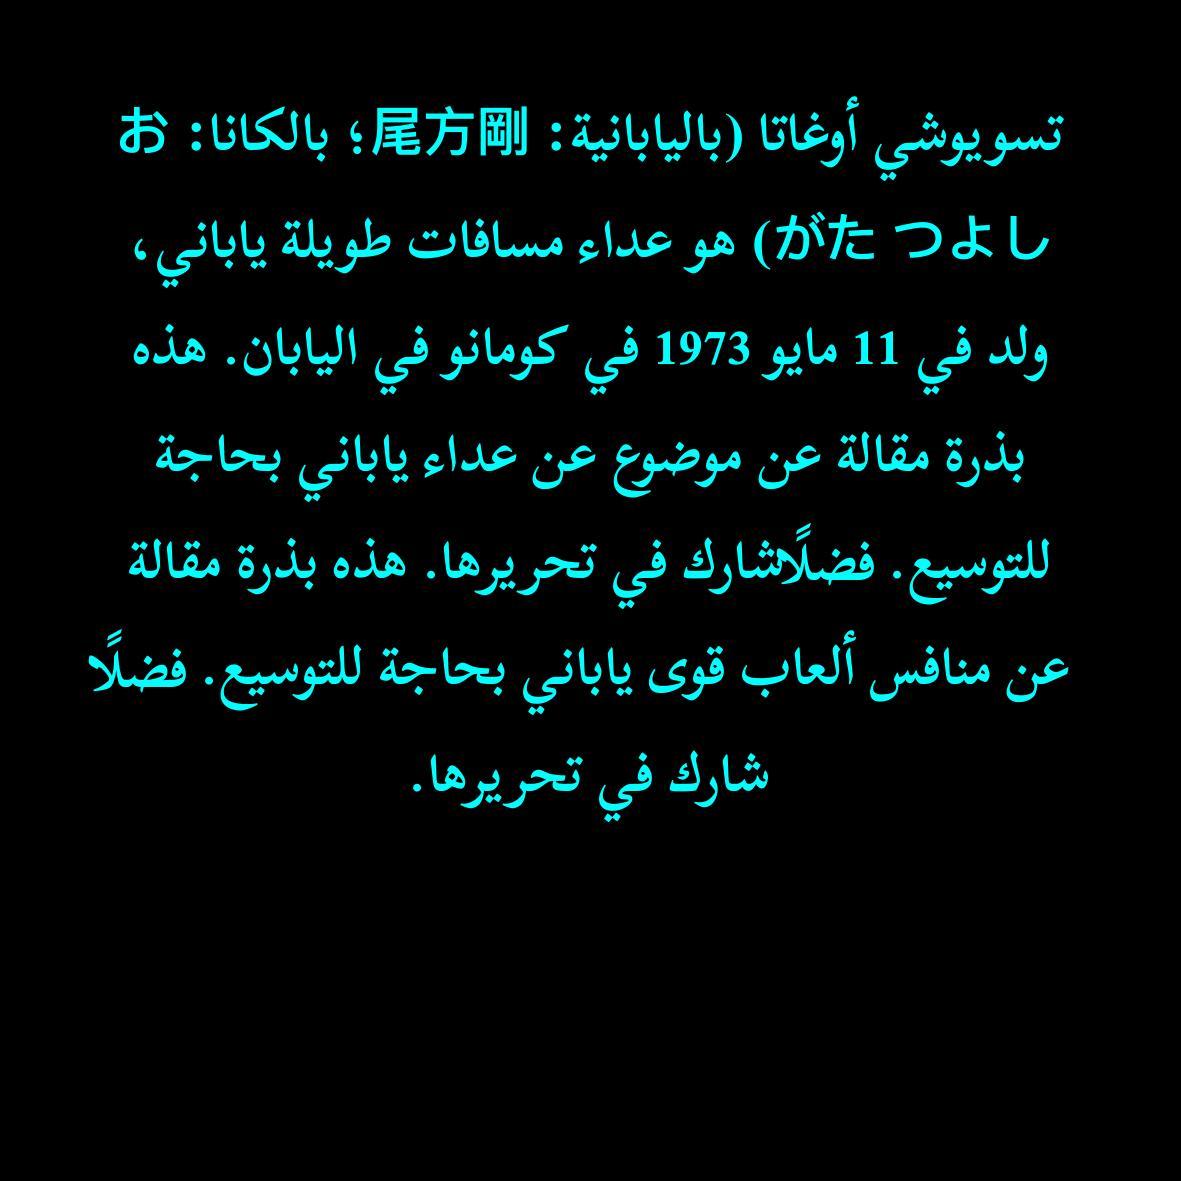 تسويوشي أوغاتا (باليابانية: 尾方剛؛ بالكانا: お
がた つよし) هو عداء مسافات طويلة ياباني،
ولد في 11 مايو 1973 في كومانو في اليابان. هذه
بذرة مقالة عن موضوع عن عداء ياباني بحاجة
للتوسيع. فضلًاشارك في تحريرها. هذه بذرة مقالة
عن منافس ألعاب قوى ياباني بحاجة للتوسيع. فضلًا
شارك في تحريرها.